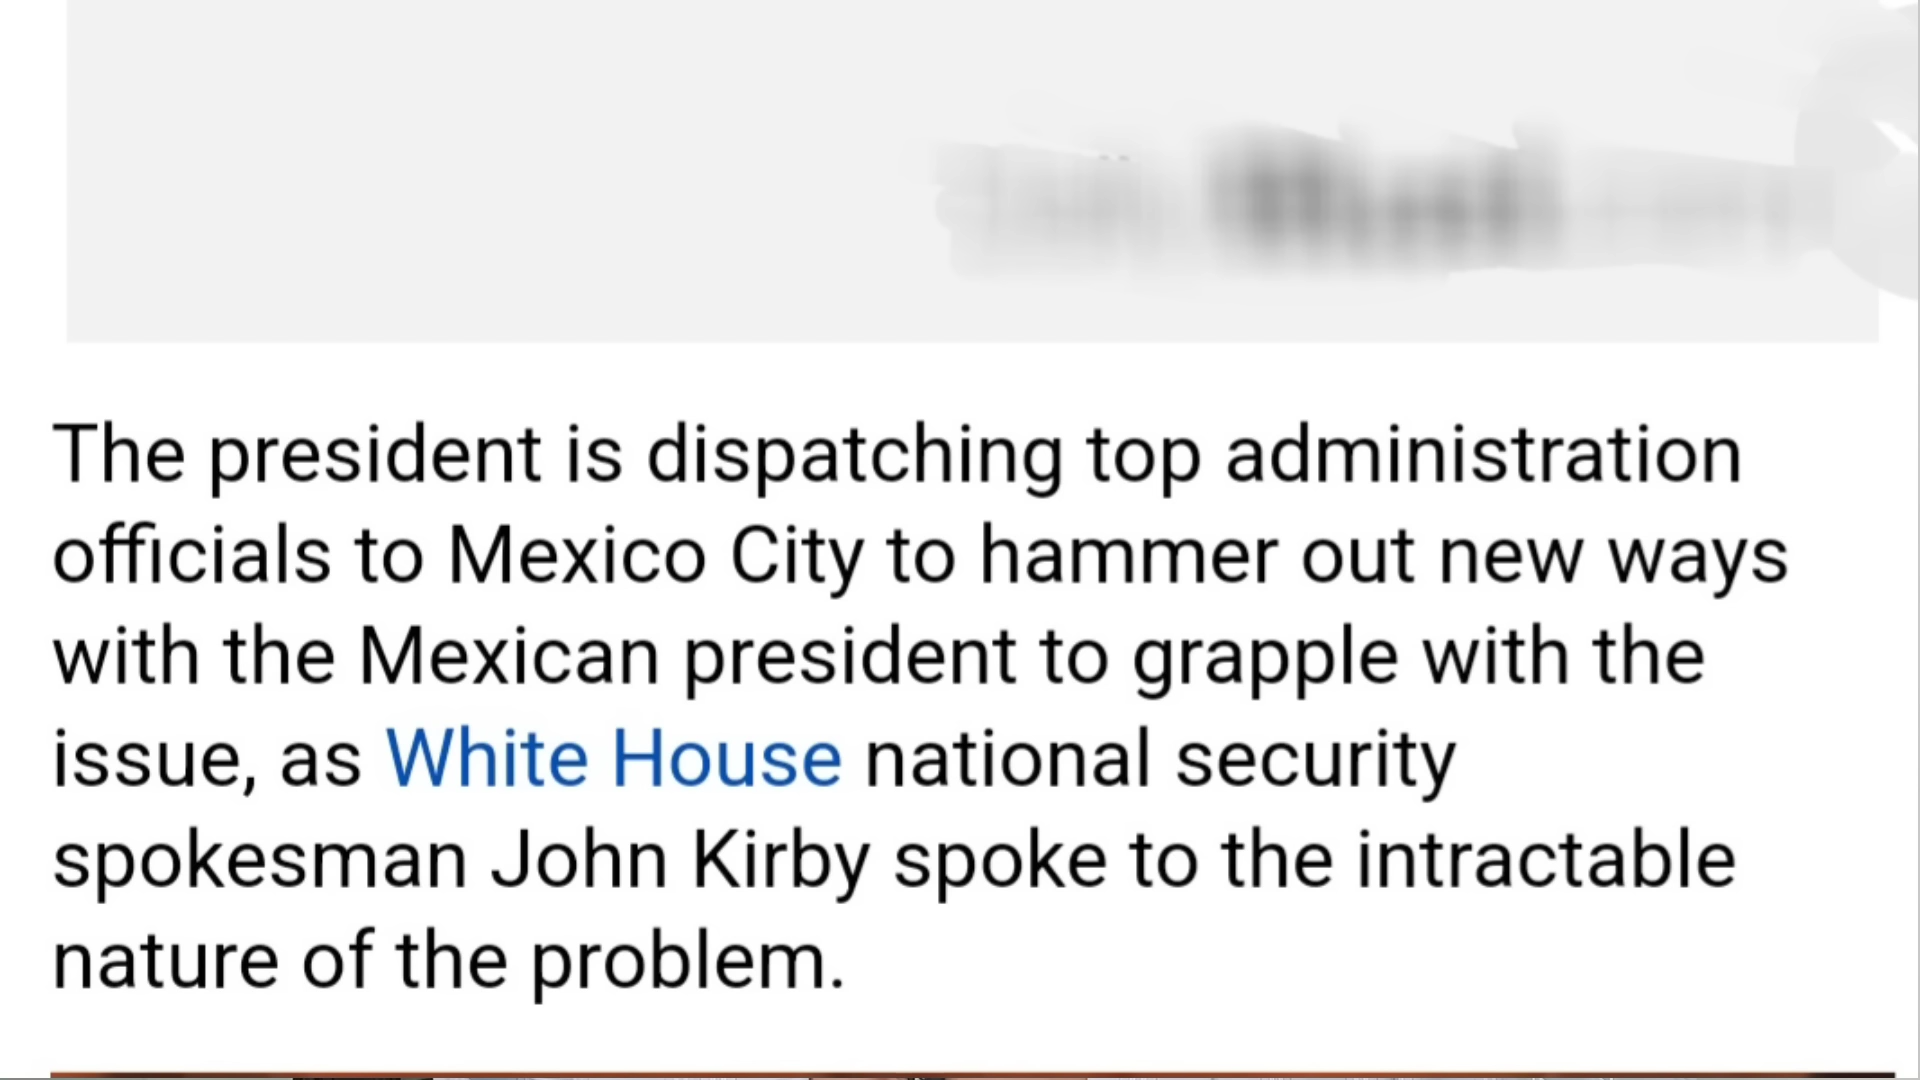 The president is dispatching top administration
officials to Mexico City to hammer out new ways
with the Mexican president to grapple with the
issue, as White House national security
spokesman John Kirby spoke to the intractable
nature of the problem.